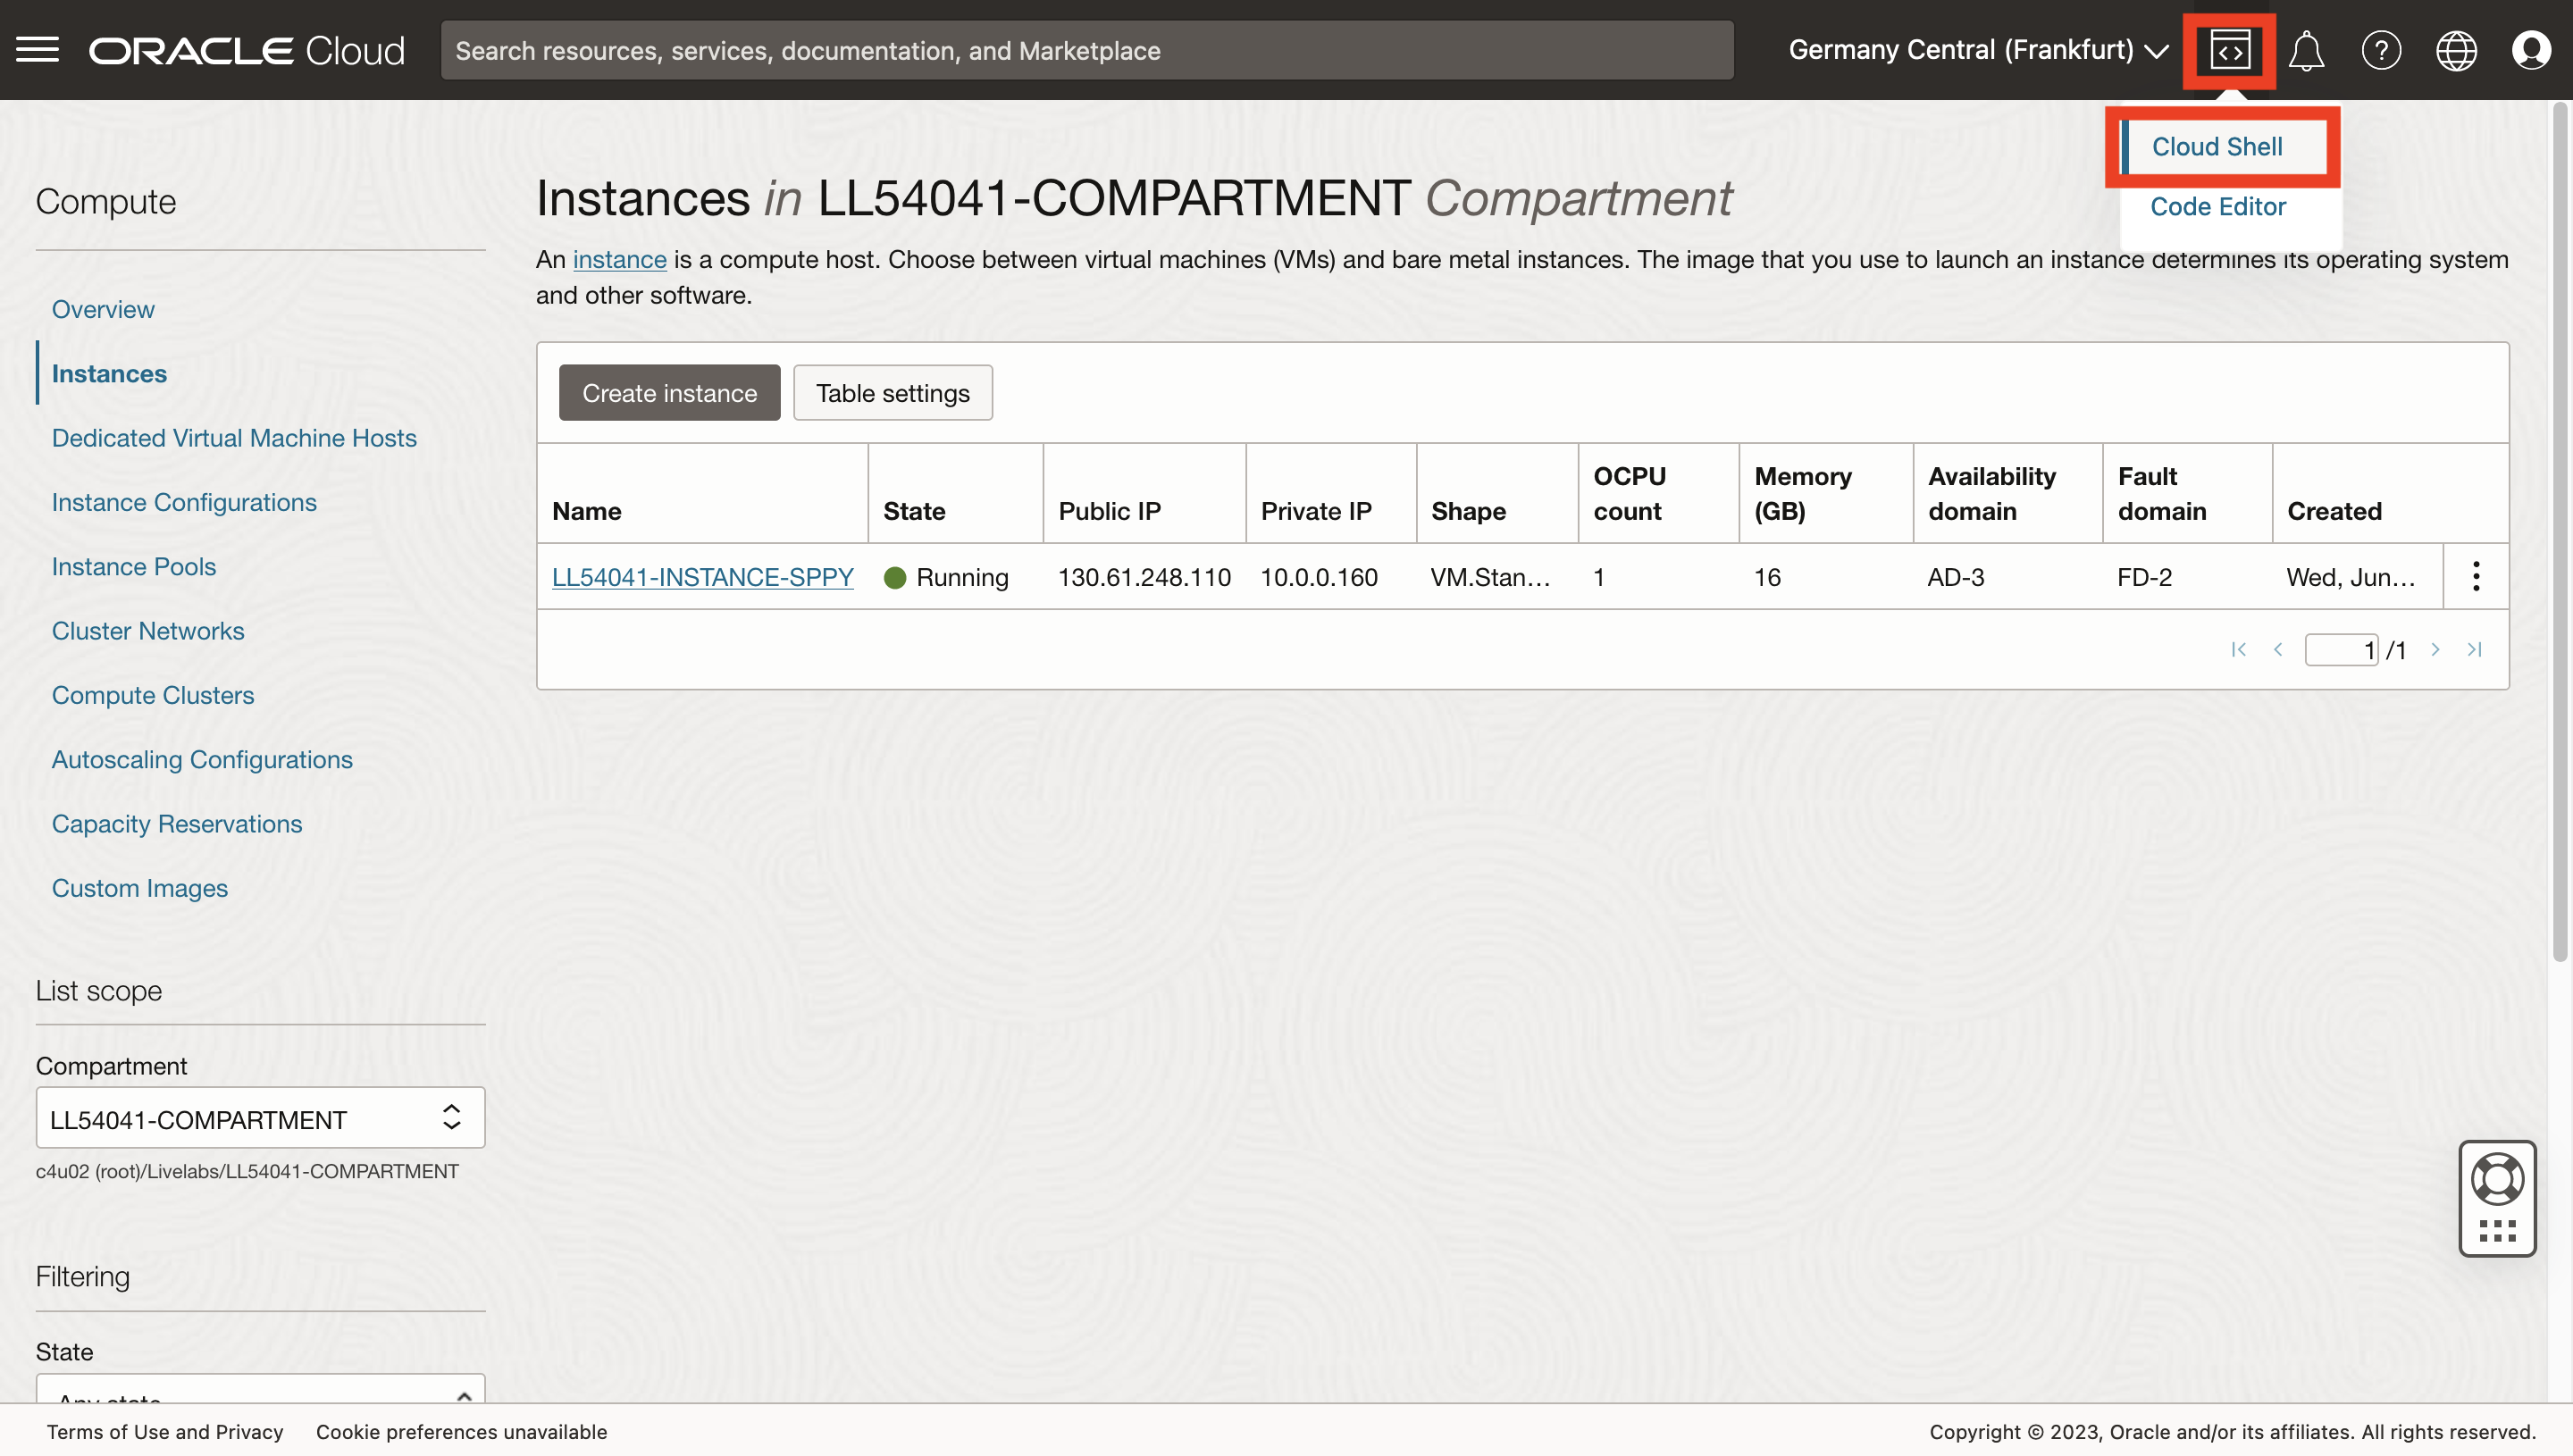 ORACLE Cloud
Search resources, services, documentation, and Marketplace
Germany Central (Frankfurt)
Cloud Shell
Code Editor
Compute
Overview
Instances
Dedicated Virtual Machine Hosts
Instance Configurations
Instance Pools
Cluster Networks
Compute Clusters
Autoscaling Configurations
Capacity Reservations
Custom Images
List scope
Compartment
LL54041-COMPARTMENT
c4u02 (root)/Livelabs/LL54041-COMPARTMENT
Filtering
State
Any state
Instances in LL54041-COMPARTMENT Compartment
An instance is a compute host. Choose between virtual machines (VMs) and bare metal instances. The image that you use to launch an instance determines its operating system
and other software.
Create instance Table settings
Name State Public IP Private IP Shape OCPU count Memory (GB) Availability domain Fault domain Created
LL54041-INSTANCE-SPPY Running 130.61.248.110 10.0.0.160 VM.Stan... 1 16 AD-3 FD-2 Wed, Jun...
1 /1
Terms of Use and Privacy Cookie preferences unavailable
Copyright © 2023, Oracle and/or its affiliates. All rights reserved.